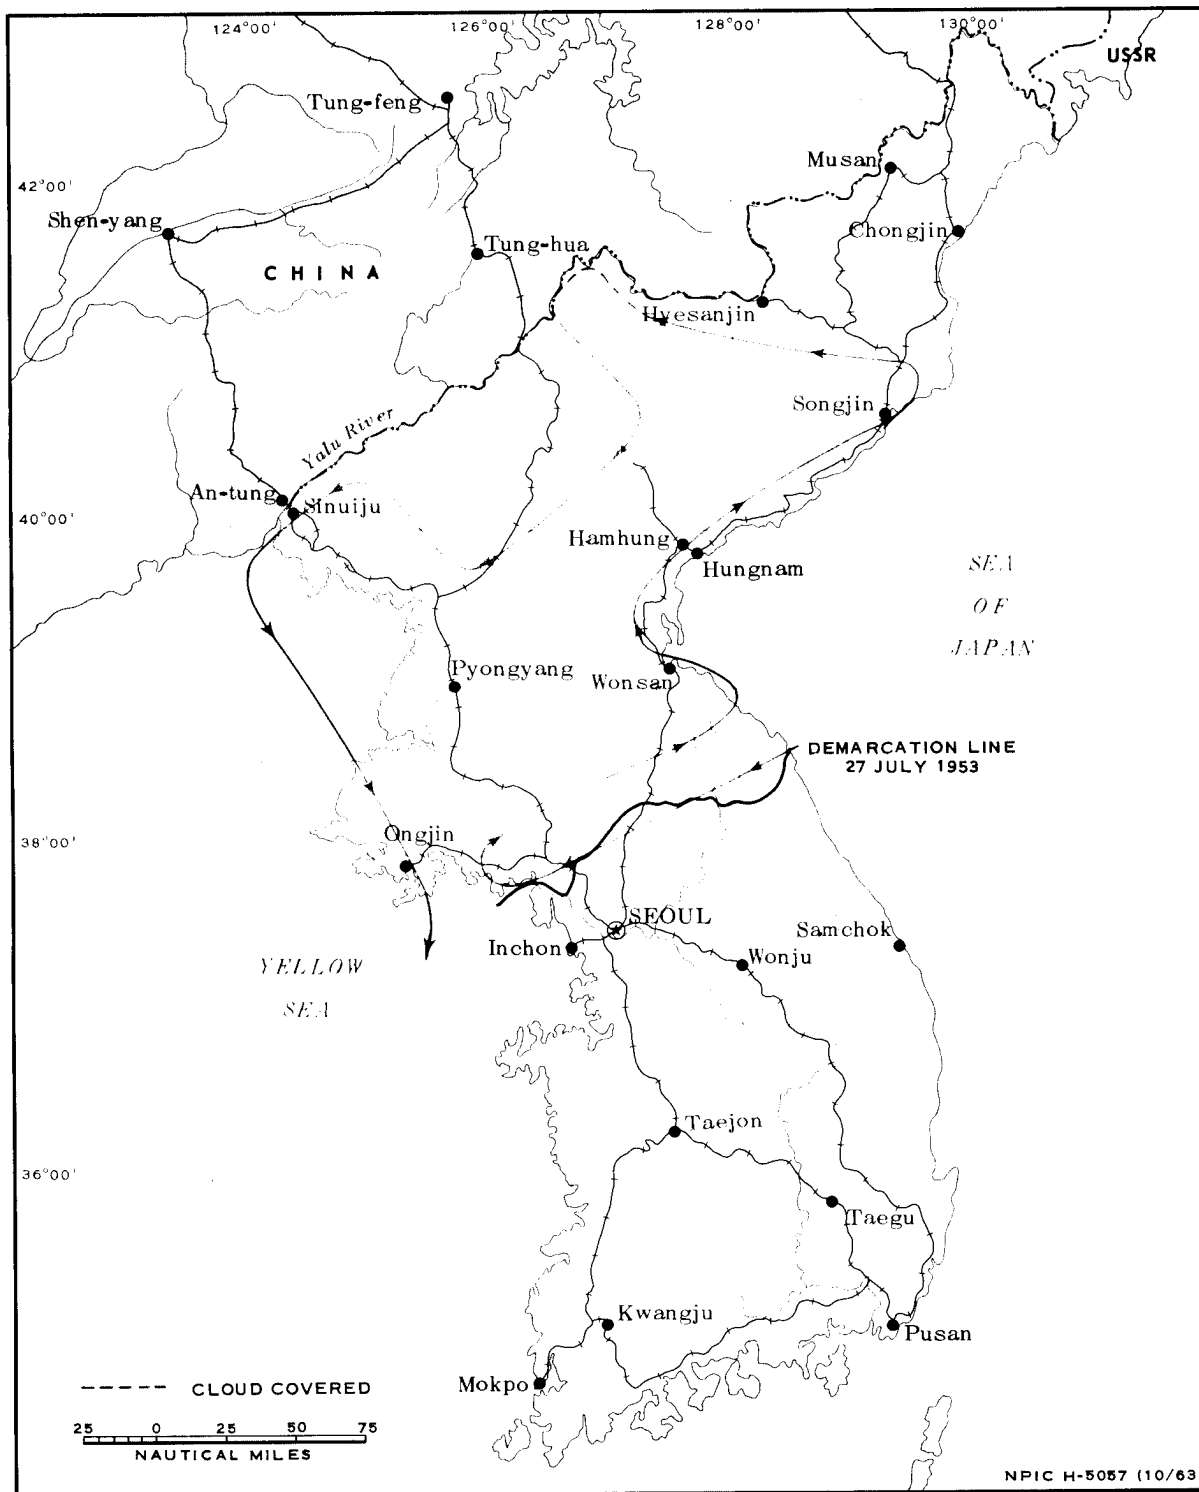 124°00'
126°00'
128°00'
130°00'
USSR
Tung-feng
Musan
42°00'
Shen-yang
Chongjin
Tung-hua
CHINA
Hyesanjin
Songjin
Yalu River
An-tung
Sinuiju
40°00'
Hamhung
Hungnam
SEA
OF
JAPAN
Pyongyang
Wonsan
DEMARCATION LINE
27 JULY 1953
38°00'
Ongjin
SEOUL
Samchok
Inchon
Wonju
YELLOW
SEA
Taejon
36°00'
Taegu
Kwangju
Pusan
Mokpo
CLOUD COVERED
25 0 25 50 75
NAUTICAL MILES
NPIC H-5057 (10/63